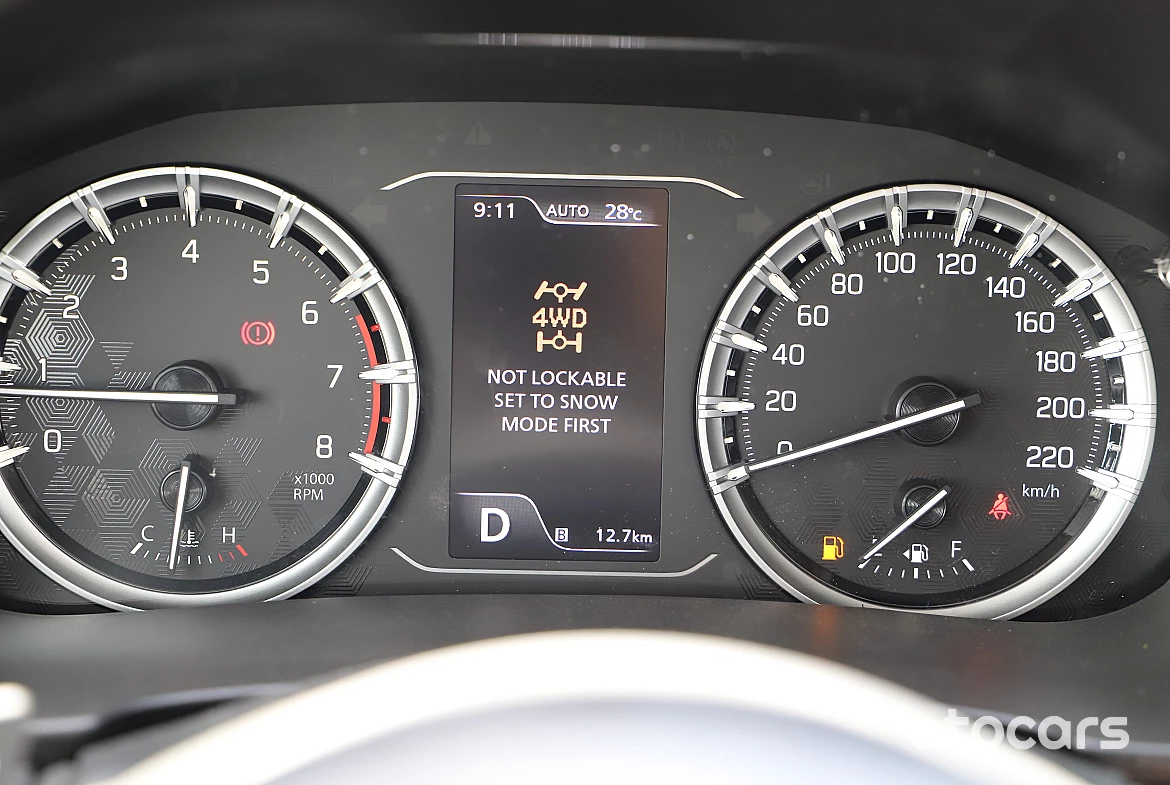 9:11 AUTO 28°C
4WD
NOT LOCKABLE
SET TO SNOW
MODE FIRST
D B 12.7km
0
1
2
3
4
5
6
7
8
x1000
RPM
C H
0
20
40
60
80
100
120
140
160
180
200
220
km/h
E F
tocars